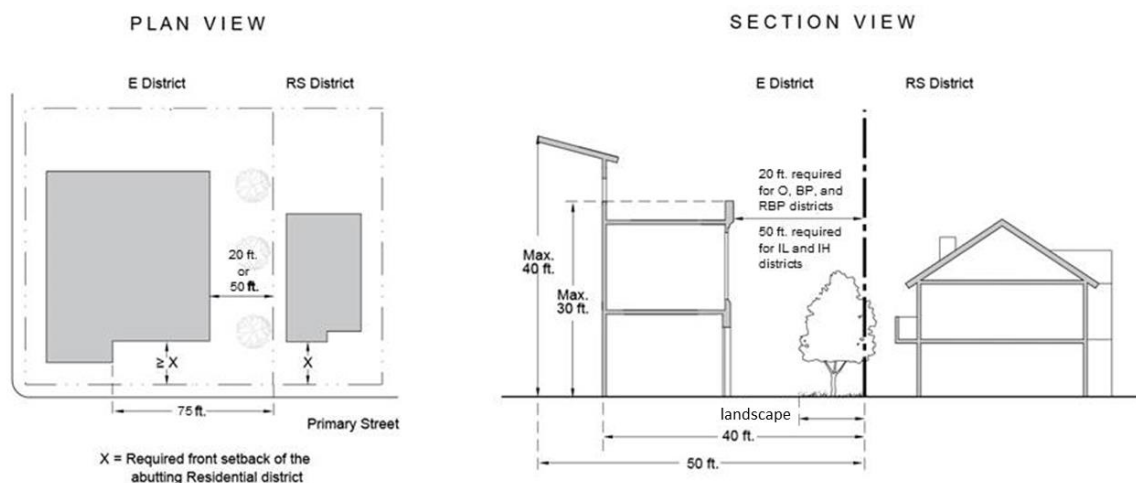 PLAN VIEW
E District
RS District
20 ft.
or
50 ft.
≥ X
X
75 ft.
Primary Street
X = Required front setback of the
abutting Residential district
SECTION VIEW
E District
RS District
20 ft. required
for O, BP, and
RBP districts
50 ft. required
for IL and IH
districts
Max.
40 ft.
Max.
30 ft.
landscape
40 ft.
50 ft.